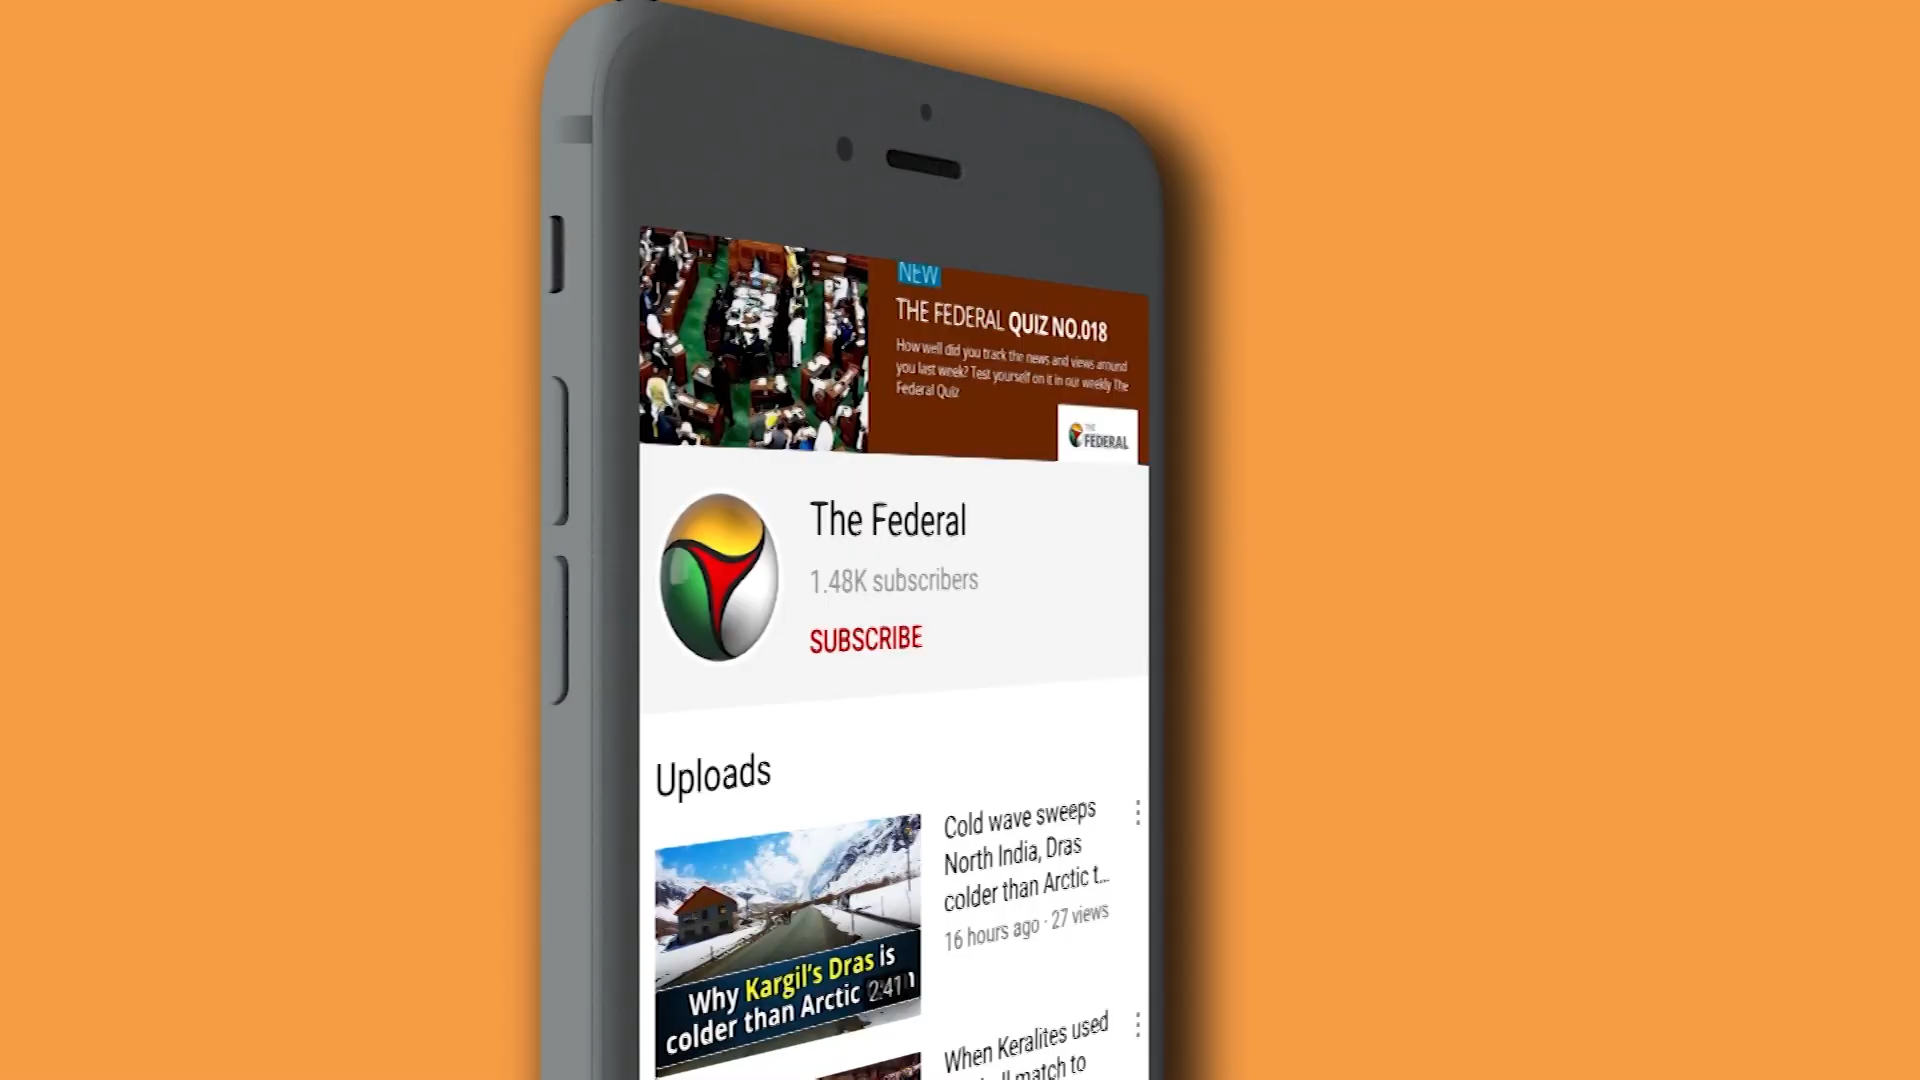 NEW
THE FEDERAL QUIZ NO.018
How well did you track the news and views around
you last week? Test yourself on it in our weekly The
Federal Quiz
THE
FEDERAL
The Federal
1.48K subscribers
SUBSCRIBE
Uploads
Cold wave sweeps
North India, Dras
colder than Arctic t...
16 hours ago · 27 views
Why Kargil's Dras is
colder than Arctic
2:41
When Keralites used
match to